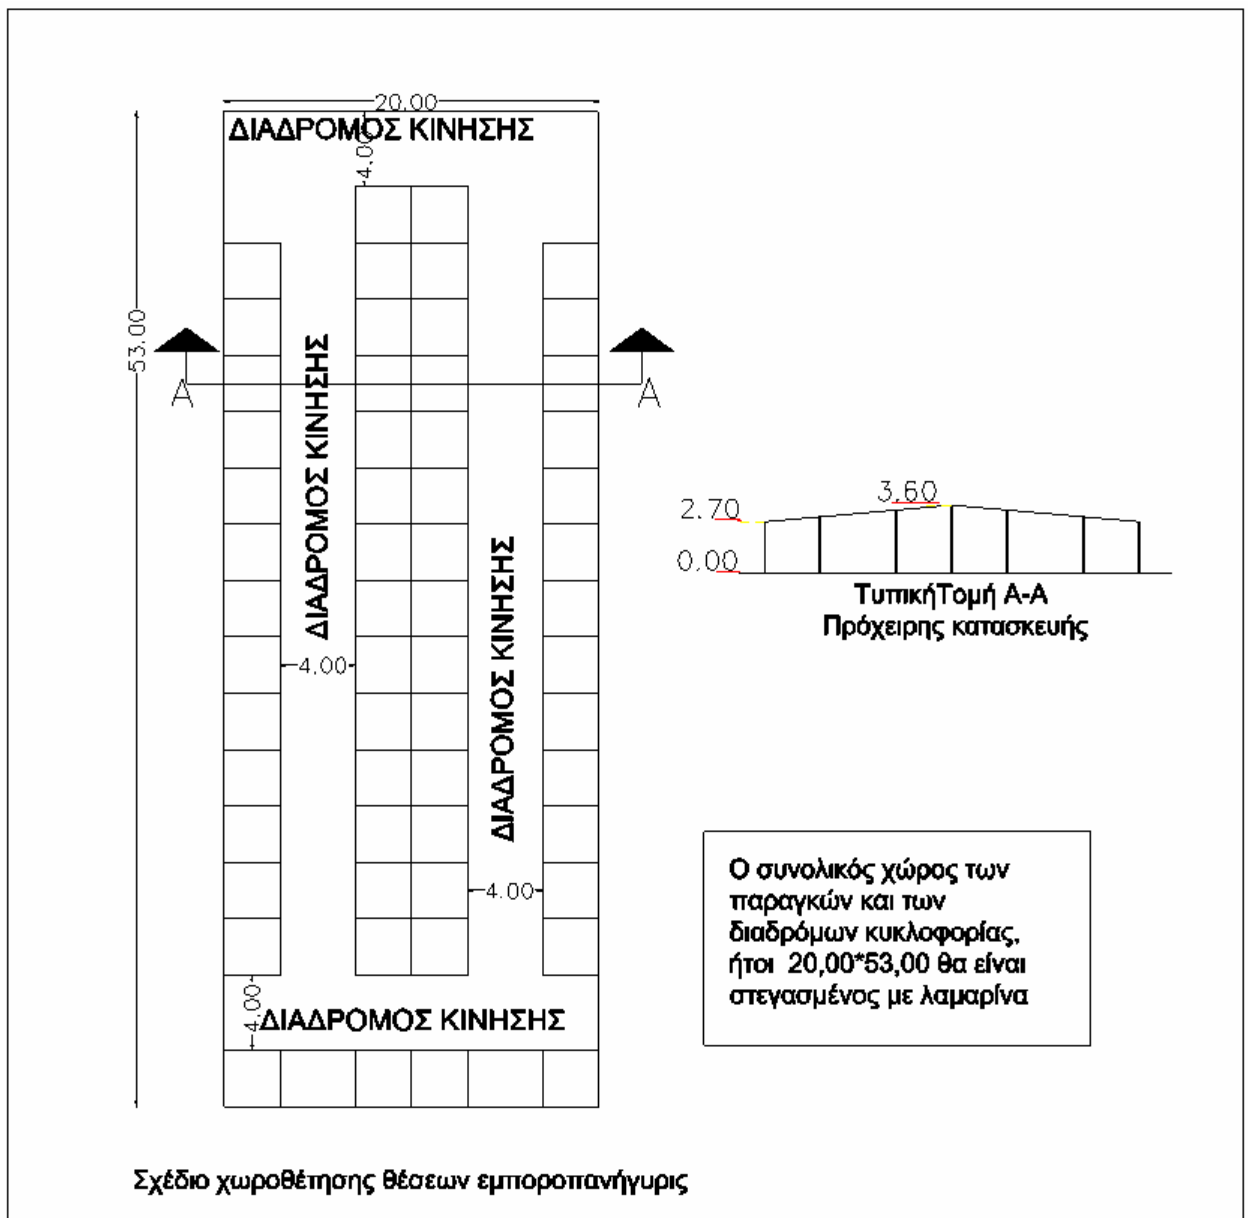 20.00
ΔΙΑΔΡΟΜΟΣ ΚΙΝΗΣΗΣ
4.00
53.00
A
A
ΔΙΑΔΡΟΜΟΣ ΚΙΝΗΣΗΣ
4.00
ΔΙΑΔΡΟΜΟΣ ΚΙΝΗΣΗΣ
4.00
4.00
ΔΙΑΔΡΟΜΟΣ ΚΙΝΗΣΗΣ
3.60
2.70
0.00
ΤυπικήΤομή Α-Α
Πρόχειρης κατασκευής
Ο συνολικός χώρος των
παραγκών και των
διαδρόμων κυκλοφορίας,
ήτοι 20,00*53,00 θα είναι
στεγασμένος με λαμαρίνα
Σχέδιο χωροθέτησης θέσεων εμποροπανήγυρις